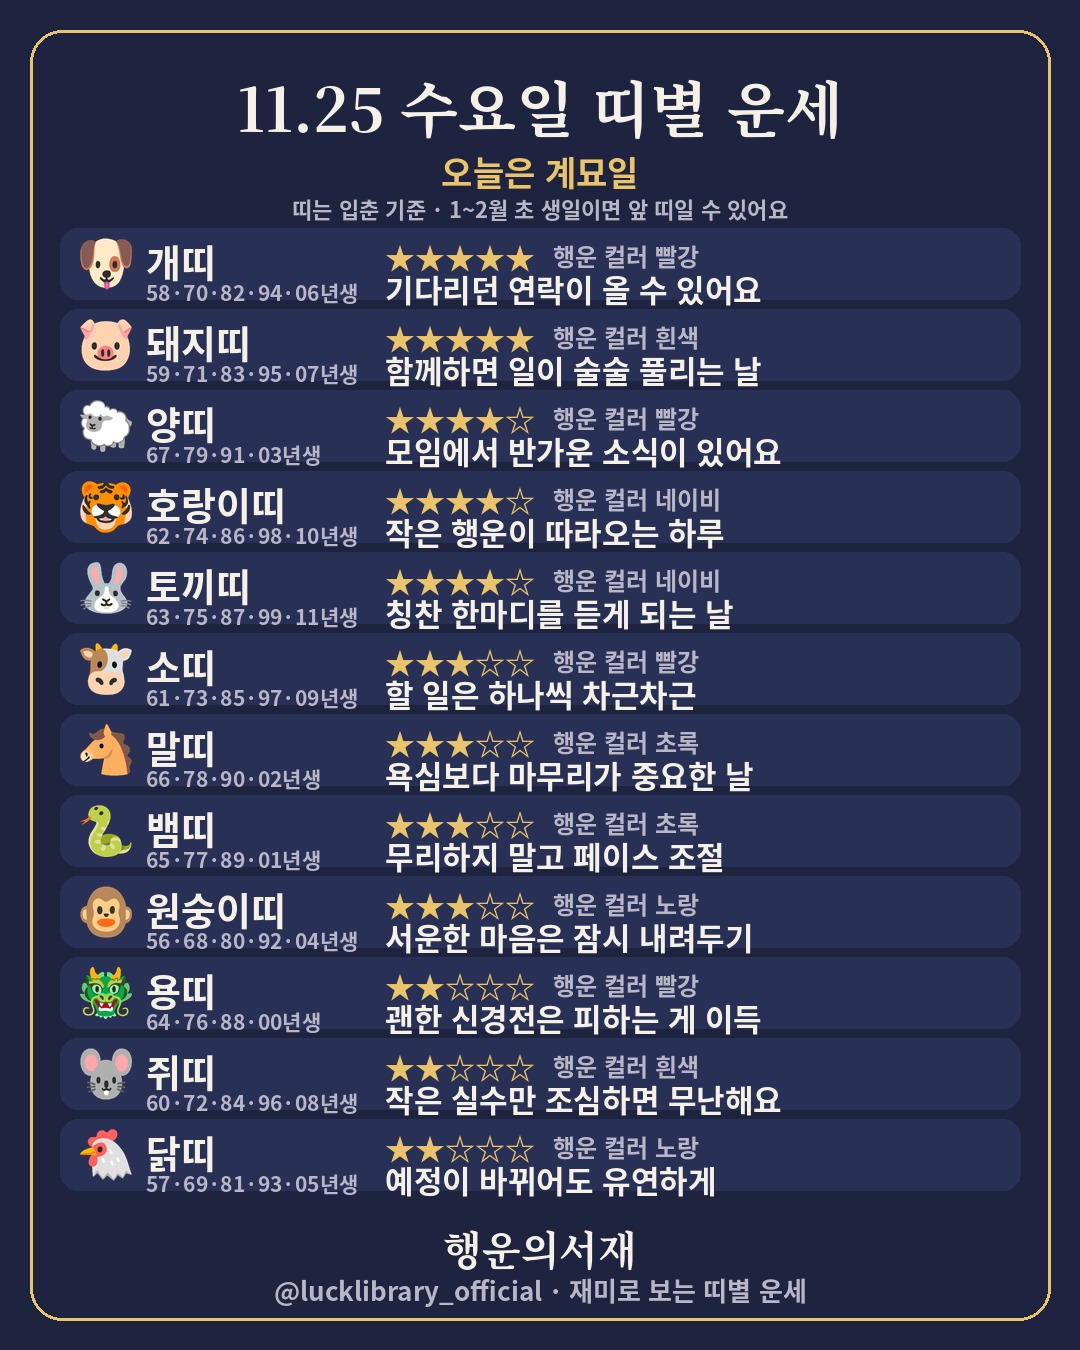 11.25 수요일 띠별 운세
오늘은 계묘일
띠는 입춘 기준 · 1~2월 초 생일이면 앞 띠일 수 있어요
개띠 ★★★★★ 행운 컬러 빨강
58·70·82·94·06년생 기다리던 연락이 올 수 있어요
돼지띠 ★★★★★ 행운 컬러 흰색
59·71·83·95·07년생 함께하면 일이 술술 풀리는 날
양띠 ★★★★☆ 행운 컬러 빨강
67·79·91·03년생 모임에서 반가운 소식이 있어요
호랑이띠 ★★★★☆ 행운 컬러 네이비
62·74·86·98·10년생 작은 행운이 따라오는 하루
토끼띠 ★★★★☆ 행운 컬러 네이비
63·75·87·99·11년생 칭찬 한마디를 듣게 되는 날
소띠 ★★★☆☆ 행운 컬러 빨강
61·73·85·97·09년생 할 일은 하나씩 차근차근
말띠 ★★★☆☆ 행운 컬러 초록
66·78·90·02년생 욕심보다 마무리가 중요한 날
뱀띠 ★★★☆☆ 행운 컬러 초록
65·77·89·01년생 무리하지 말고 페이스 조절
원숭이띠 ★★★☆☆ 행운 컬러 노랑
56·68·80·92·04년생 서운한 마음은 잠시 내려두기
용띠 ★★☆☆☆ 행운 컬러 빨강
64·76·88·00년생 괜한 신경전은 피하는 게 이득
쥐띠 ★★☆☆☆ 행운 컬러 흰색
60·72·84·96·08년생 작은 실수만 조심하면 무난해요
닭띠 ★★☆☆☆ 행운 컬러 노랑
57·69·81·93·05년생 예정이 바뀌어도 유연하게
행운의서재
@lucklibrary_official · 재미로 보는 띠별 운세